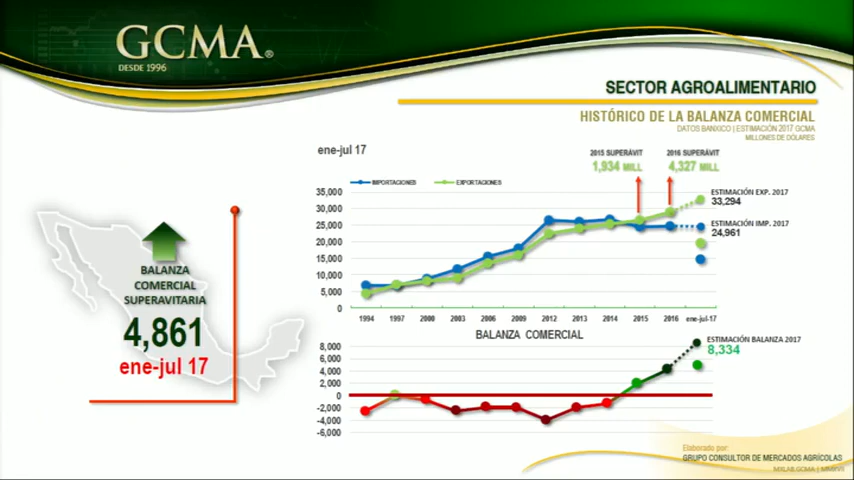 GCMA®
DESDE 1996
SECTOR AGROALIMENTARIO
HISTÓRICO DE LA BALANZA COMERCIAL
DATOS BANXICO | ESTIMACIÓN 2017 GCMA
MILLONES DE DÓLARES
ene-jul 17
2015 SUPERÁVIT
1,934 MILL
2016 SUPERÁVIT
4,327 MILL
IMPORTACIONES
EXPORTACIONES
35,000
30,000
25,000
20,000
15,000
10,000
5,000
0
ESTIMACIÓN EXP. 2017
33,294
ESTIMACIÓN IMP. 2017
24,961
1994 1997 2000 2003 2006 2009 2012 2013 2014 2015 2016 ene-jul-17
BALANZA
COMERCIAL
SUPERAVITARIA
4,861
ene-jul 17
BALANZA COMERCIAL
8,000
6,000
4,000
2,000
0
-2,000
-4,000
-6,000
ESTIMACIÓN BALANZA 2017
8,334
Elaborado por:
GRUPO CONSULTOR DE MERCADOS AGRÍCOLAS